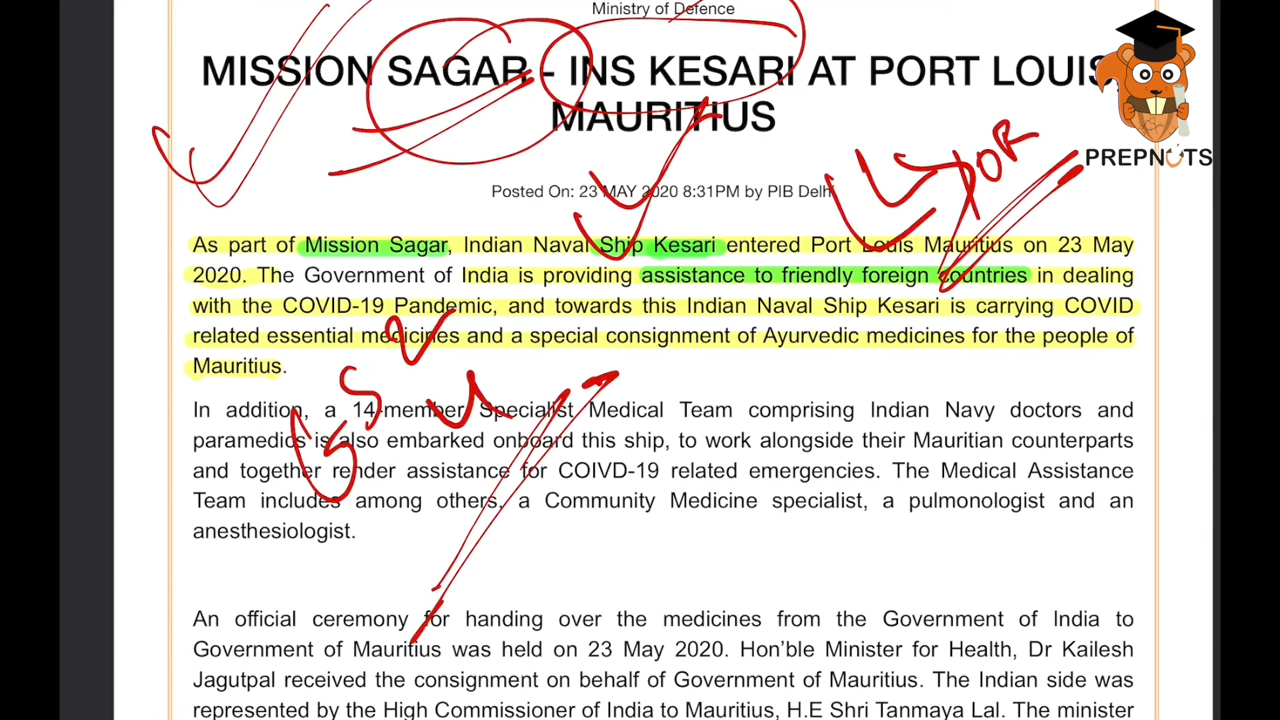 Ministry of Defence
MISSION SAGAR - INS KESARI AT PORT LOUIS,
MAURITIUS
PREPNUTS
Posted On: 23 MAY 2020 8:31PM by PIB Delhi
As part of Mission Sagar, Indian Naval Ship Kesari entered Port Louis Mauritius on 23 May
2020. The Government of India is providing assistance to friendly foreign countries in dealing
with the COVID-19 Pandemic, and towards this Indian Naval Ship Kesari is carrying COVID
related essential medicines and a special consignment of Ayurvedic medicines for the people of
Mauritius.
In addition, a 14-member Specialist Medical Team comprising Indian Navy doctors and
paramedics is also embarked onboard this ship, to work alongside their Mauritian counterparts
and together render assistance for COIVD-19 related emergencies. The Medical Assistance
Team includes among others, a Community Medicine specialist, a pulmonologist and an
anesthesiologist.
An official ceremony for handing over the medicines from the Government of India to
Government of Mauritius was held on 23 May 2020. Hon'ble Minister for Health, Dr Kailesh
Jagutpal received the consignment on behalf of Government of Mauritius. The Indian side was
represented by the High Commissioner of India to Mauritius, H.E Shri Tanmaya Lal. The minister